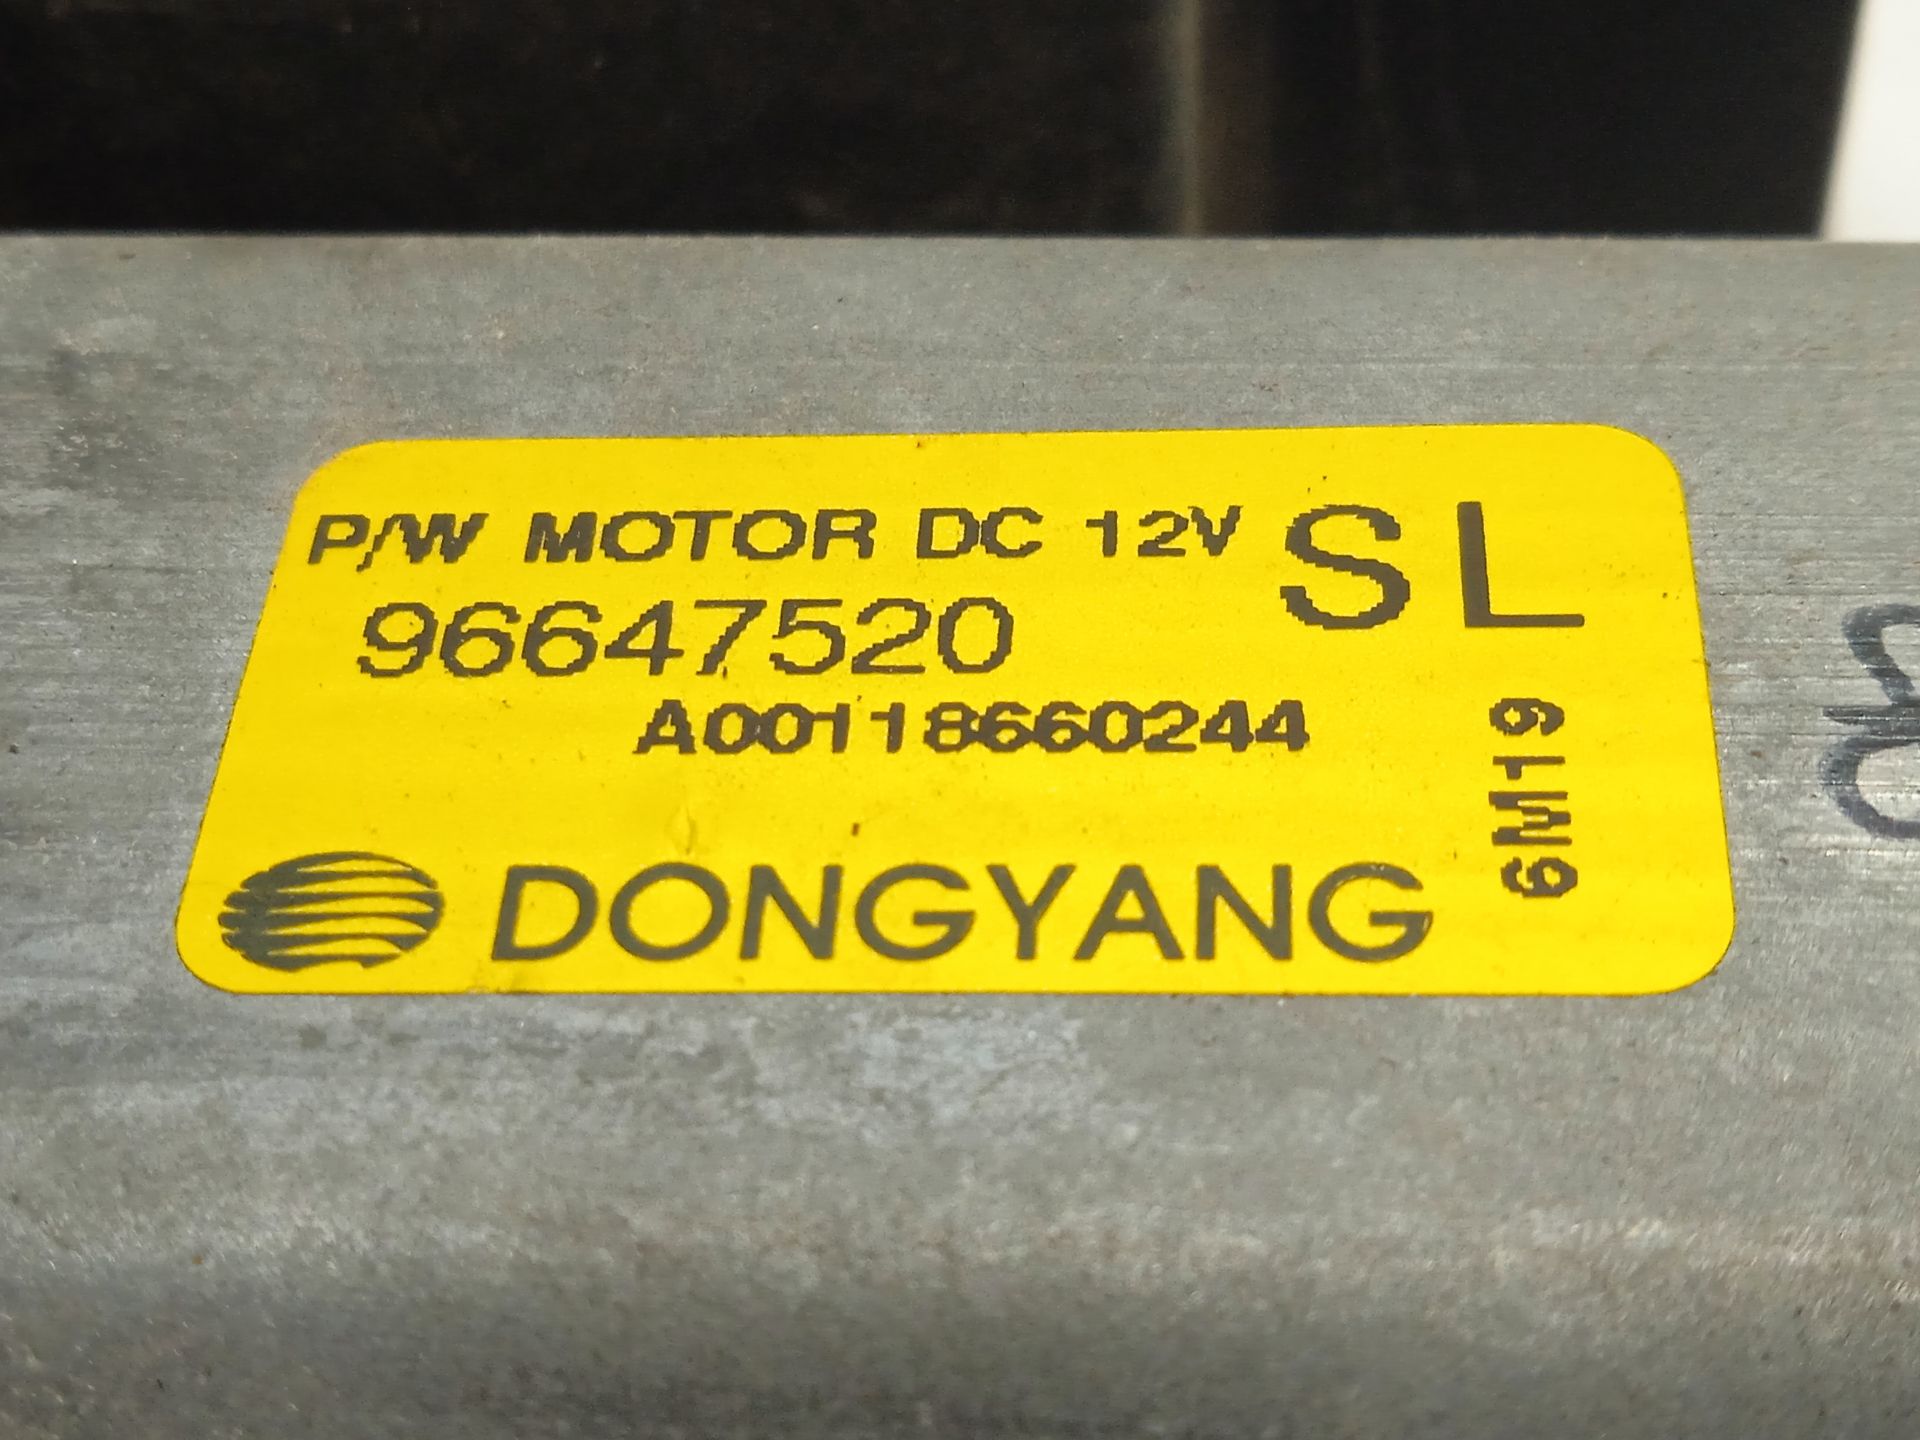 P/W MOTOR DC 12V SL
96647520
A00118660244
6M19
DONGYANG